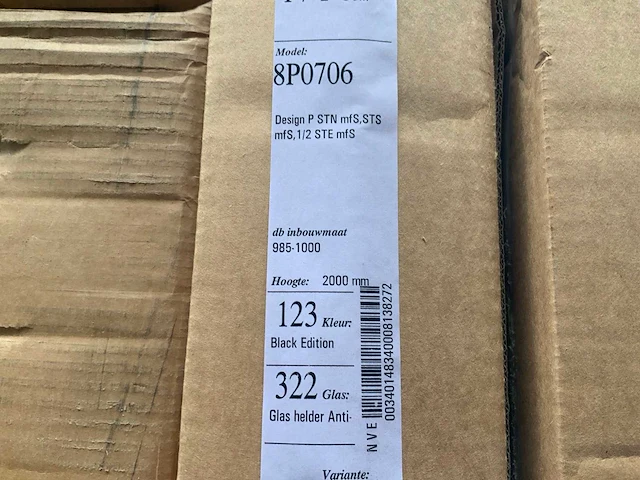 Model:
8P0706
Design P STN mfS,STS
mfS,1/2 STE mfS
db inbouwmaat
985-1000
Hoogte: 2000 mm
123 Kleur:
Black Edition
322 Glas:
Glas helder Anti-
NVE
00340148340008138272
Variante: